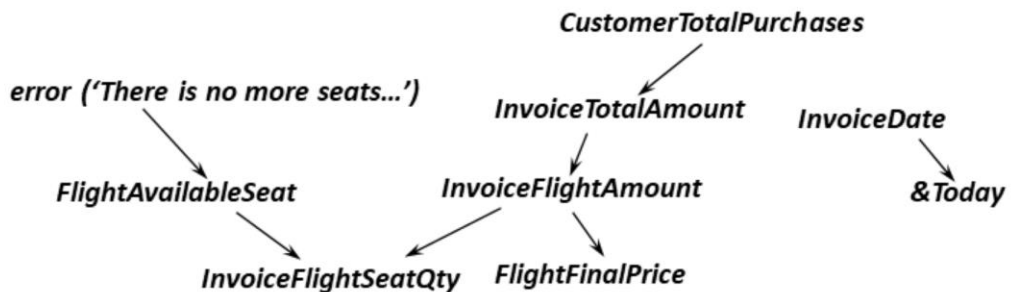 CustomerTotalPurchases
error (‘There is no more seats...’)
InvoiceTotalAmount
InvoiceDate
FlightAvailableSeat
InvoiceFlightAmount
&Today
InvoiceFlightSeatQty
FlightFinalPrice